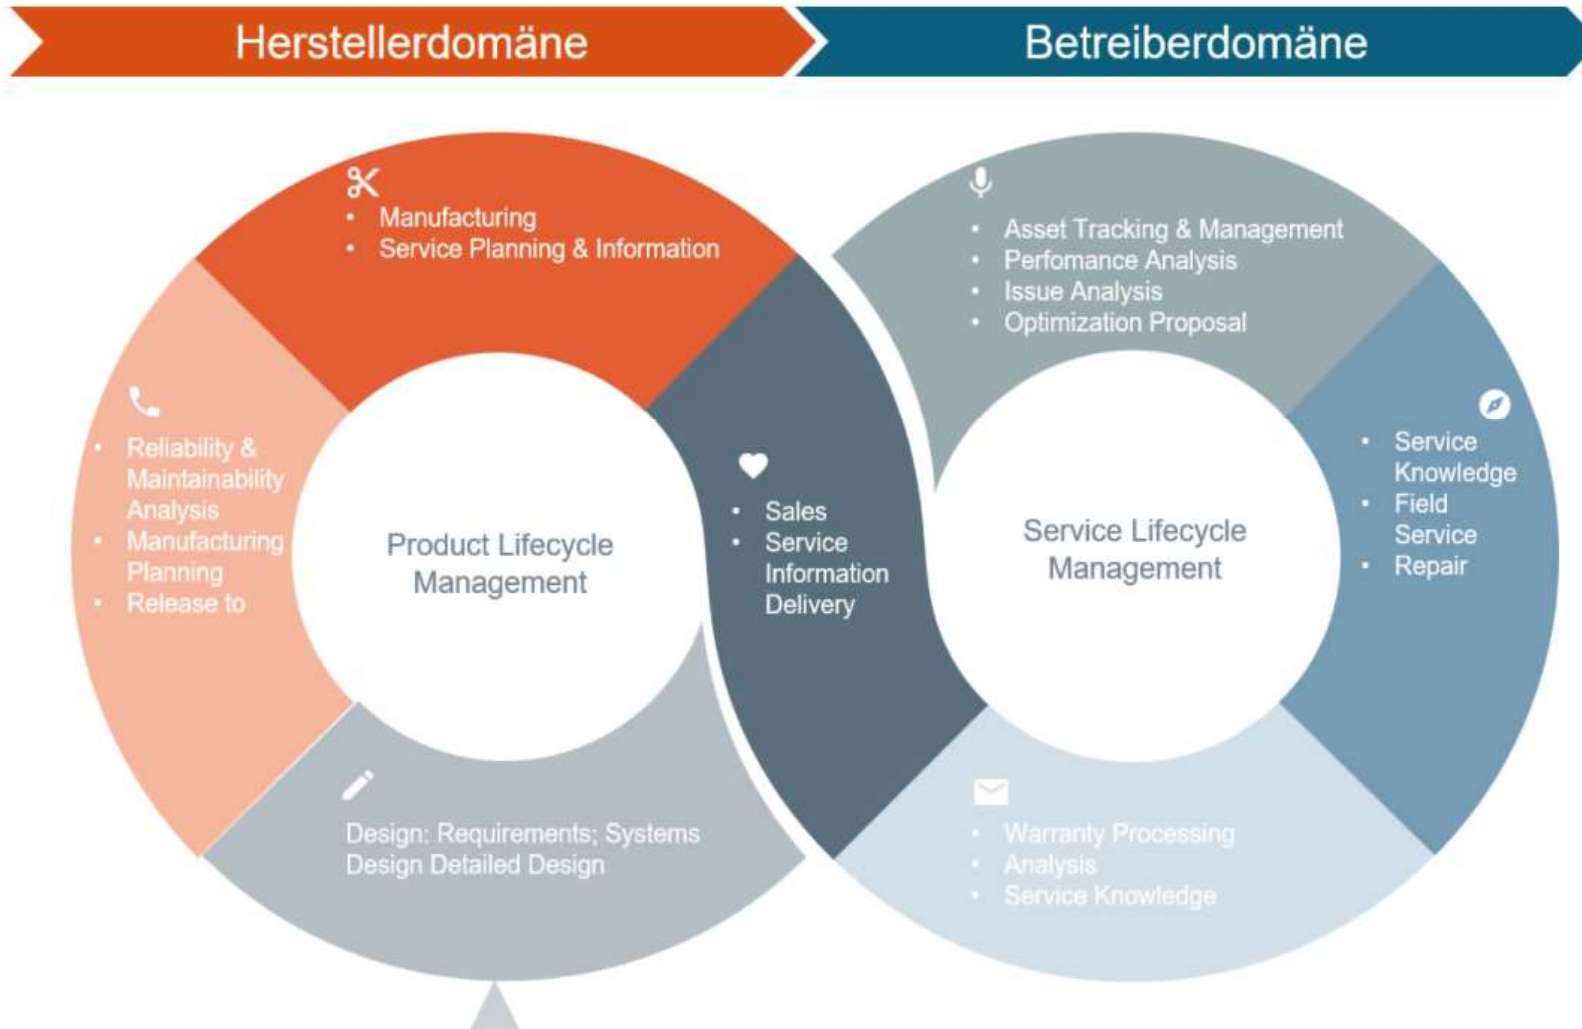 Herstellerdomäne
Betreiberdomäne
• Manufacturing
• Service Planning & Information
• Asset Tracking & Management
• Perfomance Analysis
• Issue Analysis
• Optimization Proposal
• Reliability &
Maintainability
Analysis
• Manufacturing
Planning
• Release to
Product Lifecycle
Management
• Sales
• Service
Information
Delivery
Service Lifecycle
Management
• Service
Knowledge
• Field
Service
• Repair
Design: Requirements; Systems
Design Detailed Design
• Warranty Processing
• Analysis
• Service Knowledge